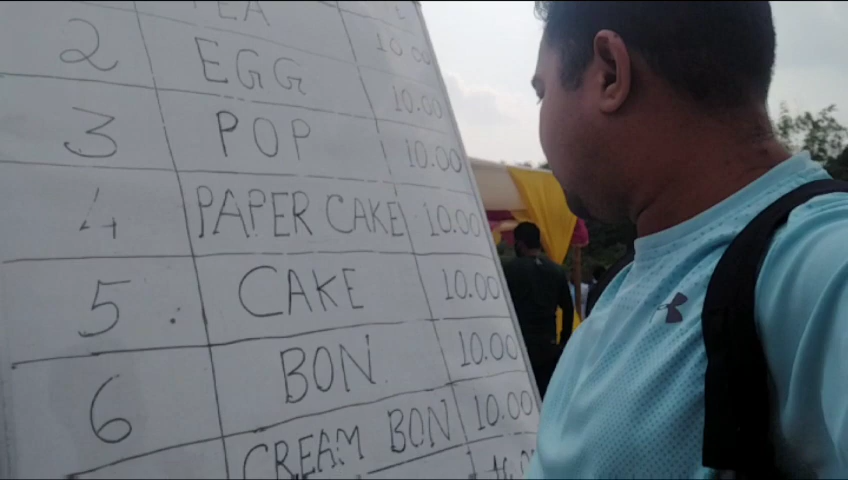 2 EGG 10.00
3 POP 10.00
4 PAPER CAKE 10.00
5. CAKE 10.00
6 BON 10.00
CREAM BON 10.00